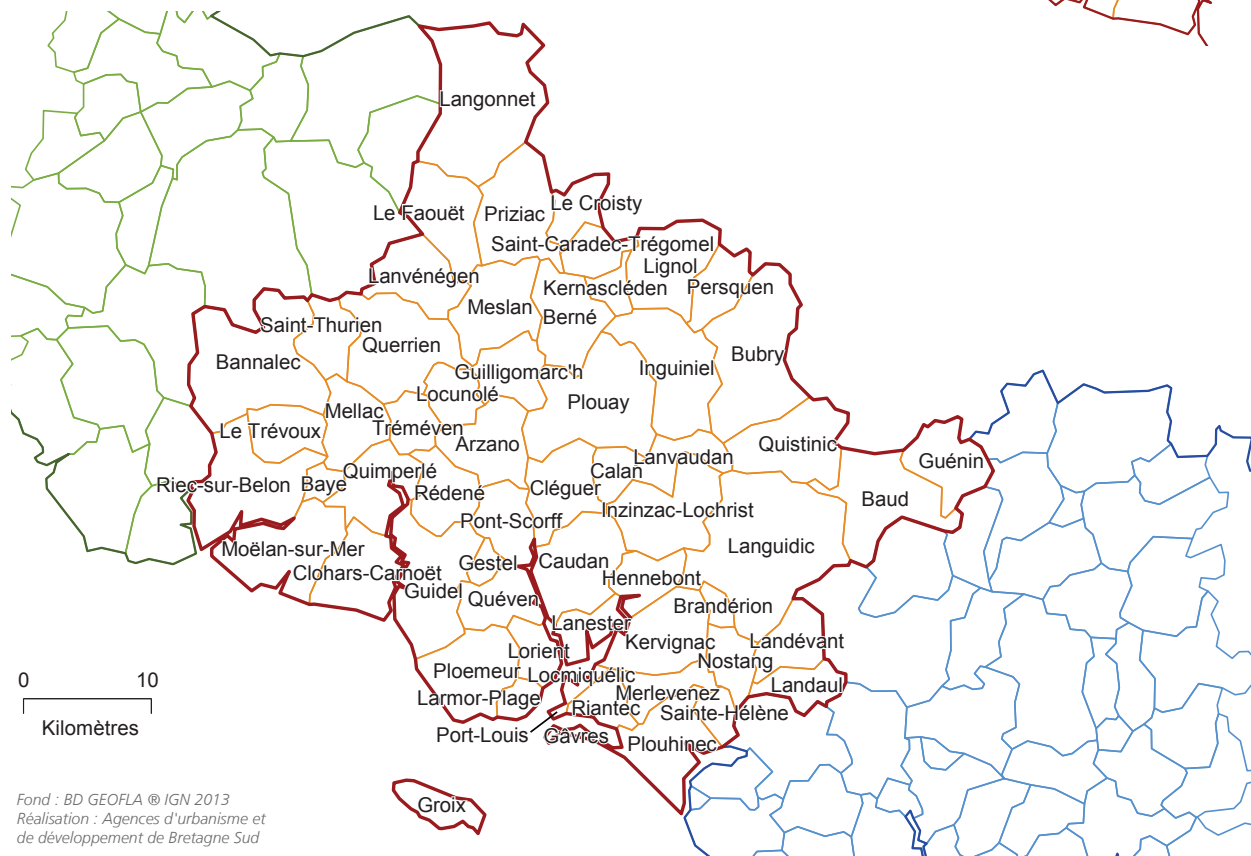 Langonnet
Le Croisty
Le Faouët
Priziac
Saint-Caradec-Trégomel
Lignol
Lanvénégen
Kernascléden
Persquen
Meslan
Berné
Saint-Thurien
Querrien
Bannalec
Bubry
Guilligomarc'h
Inguiniel
Locunolé
Plouay
Mellac
Le Trévoux
Tréméven
Arzano
Quistinic
Lanvaudan
Guénin
Quimperlé
Calan
Riec-sur-Belon
Baye
Rédené
Cléguer
Baud
Inzinzac-Lochrist
Pont-Scorff
Languidic
Moëlan-sur-Mer
Gestel
Caudan
Clohars-Carnoët
Hennebont
Guidel
Quéven
Brandérion
Lanester
Kervignac
Landévant
Lorient
Nostang
Ploemeur
Locmiquélic
Landaul
Merlevenez
Larmor-Plage
Riantec
Sainte-Hélène
Port-Louis
Gâvres
Plouhinec
Groix
0 10
Kilomètres
Fond : BD GEOFLA ® IGN 2013
Réalisation : Agences d'urbanisme et
de développement de Bretagne Sud